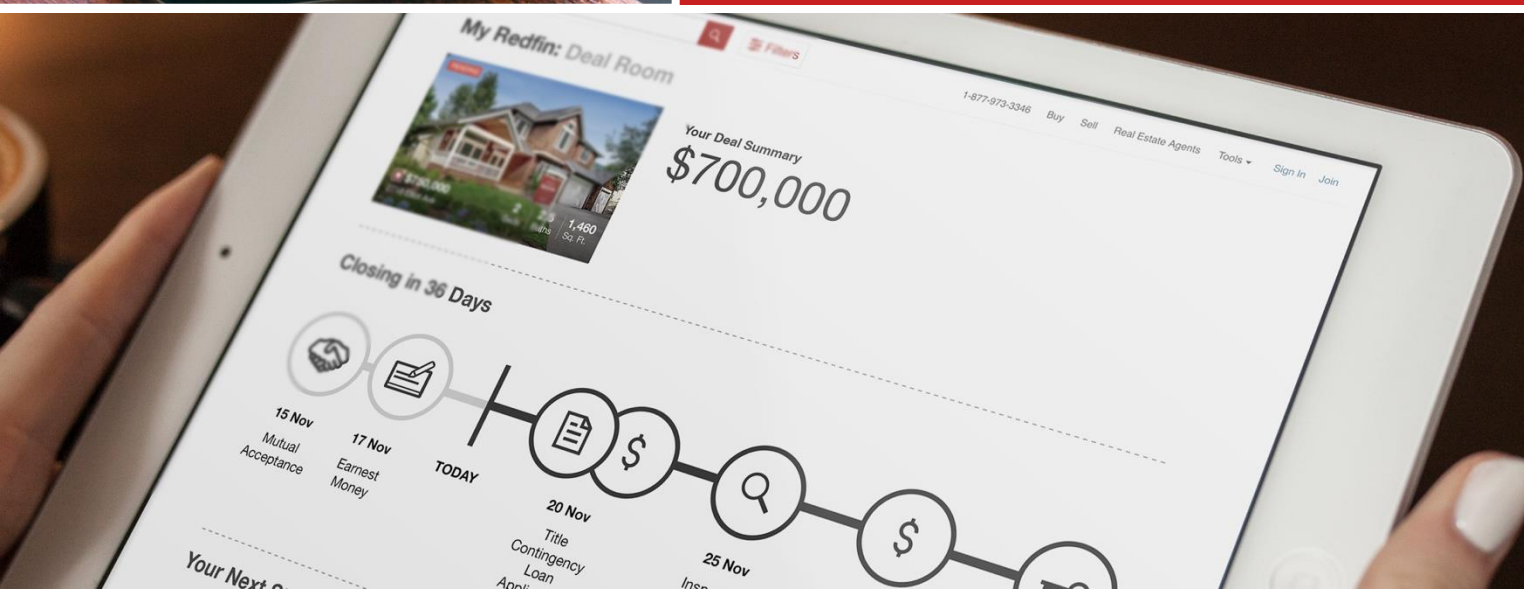 My Redfin: Deal Room
Filters
1-877-973-3346 Buy Sell Real Estate Agents Tools Sign In Join
Your Deal Summary
$700,000
1,460
Sq. Ft.
Closing in 36 Days
15 Nov
Mutual
Acceptance
17 Nov
Earnest
Money
TODAY
20 Nov
Title
Contingency
Loan
25 Nov
Your Next